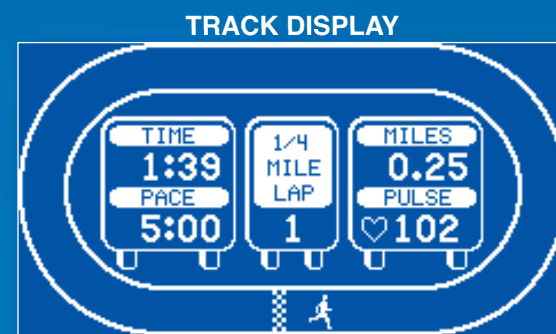 TRACK DISPLAY
TIME
1:39
PACE
5:00
1/4
MILE
LAP
1
MILES
0.25
PULSE
♡102